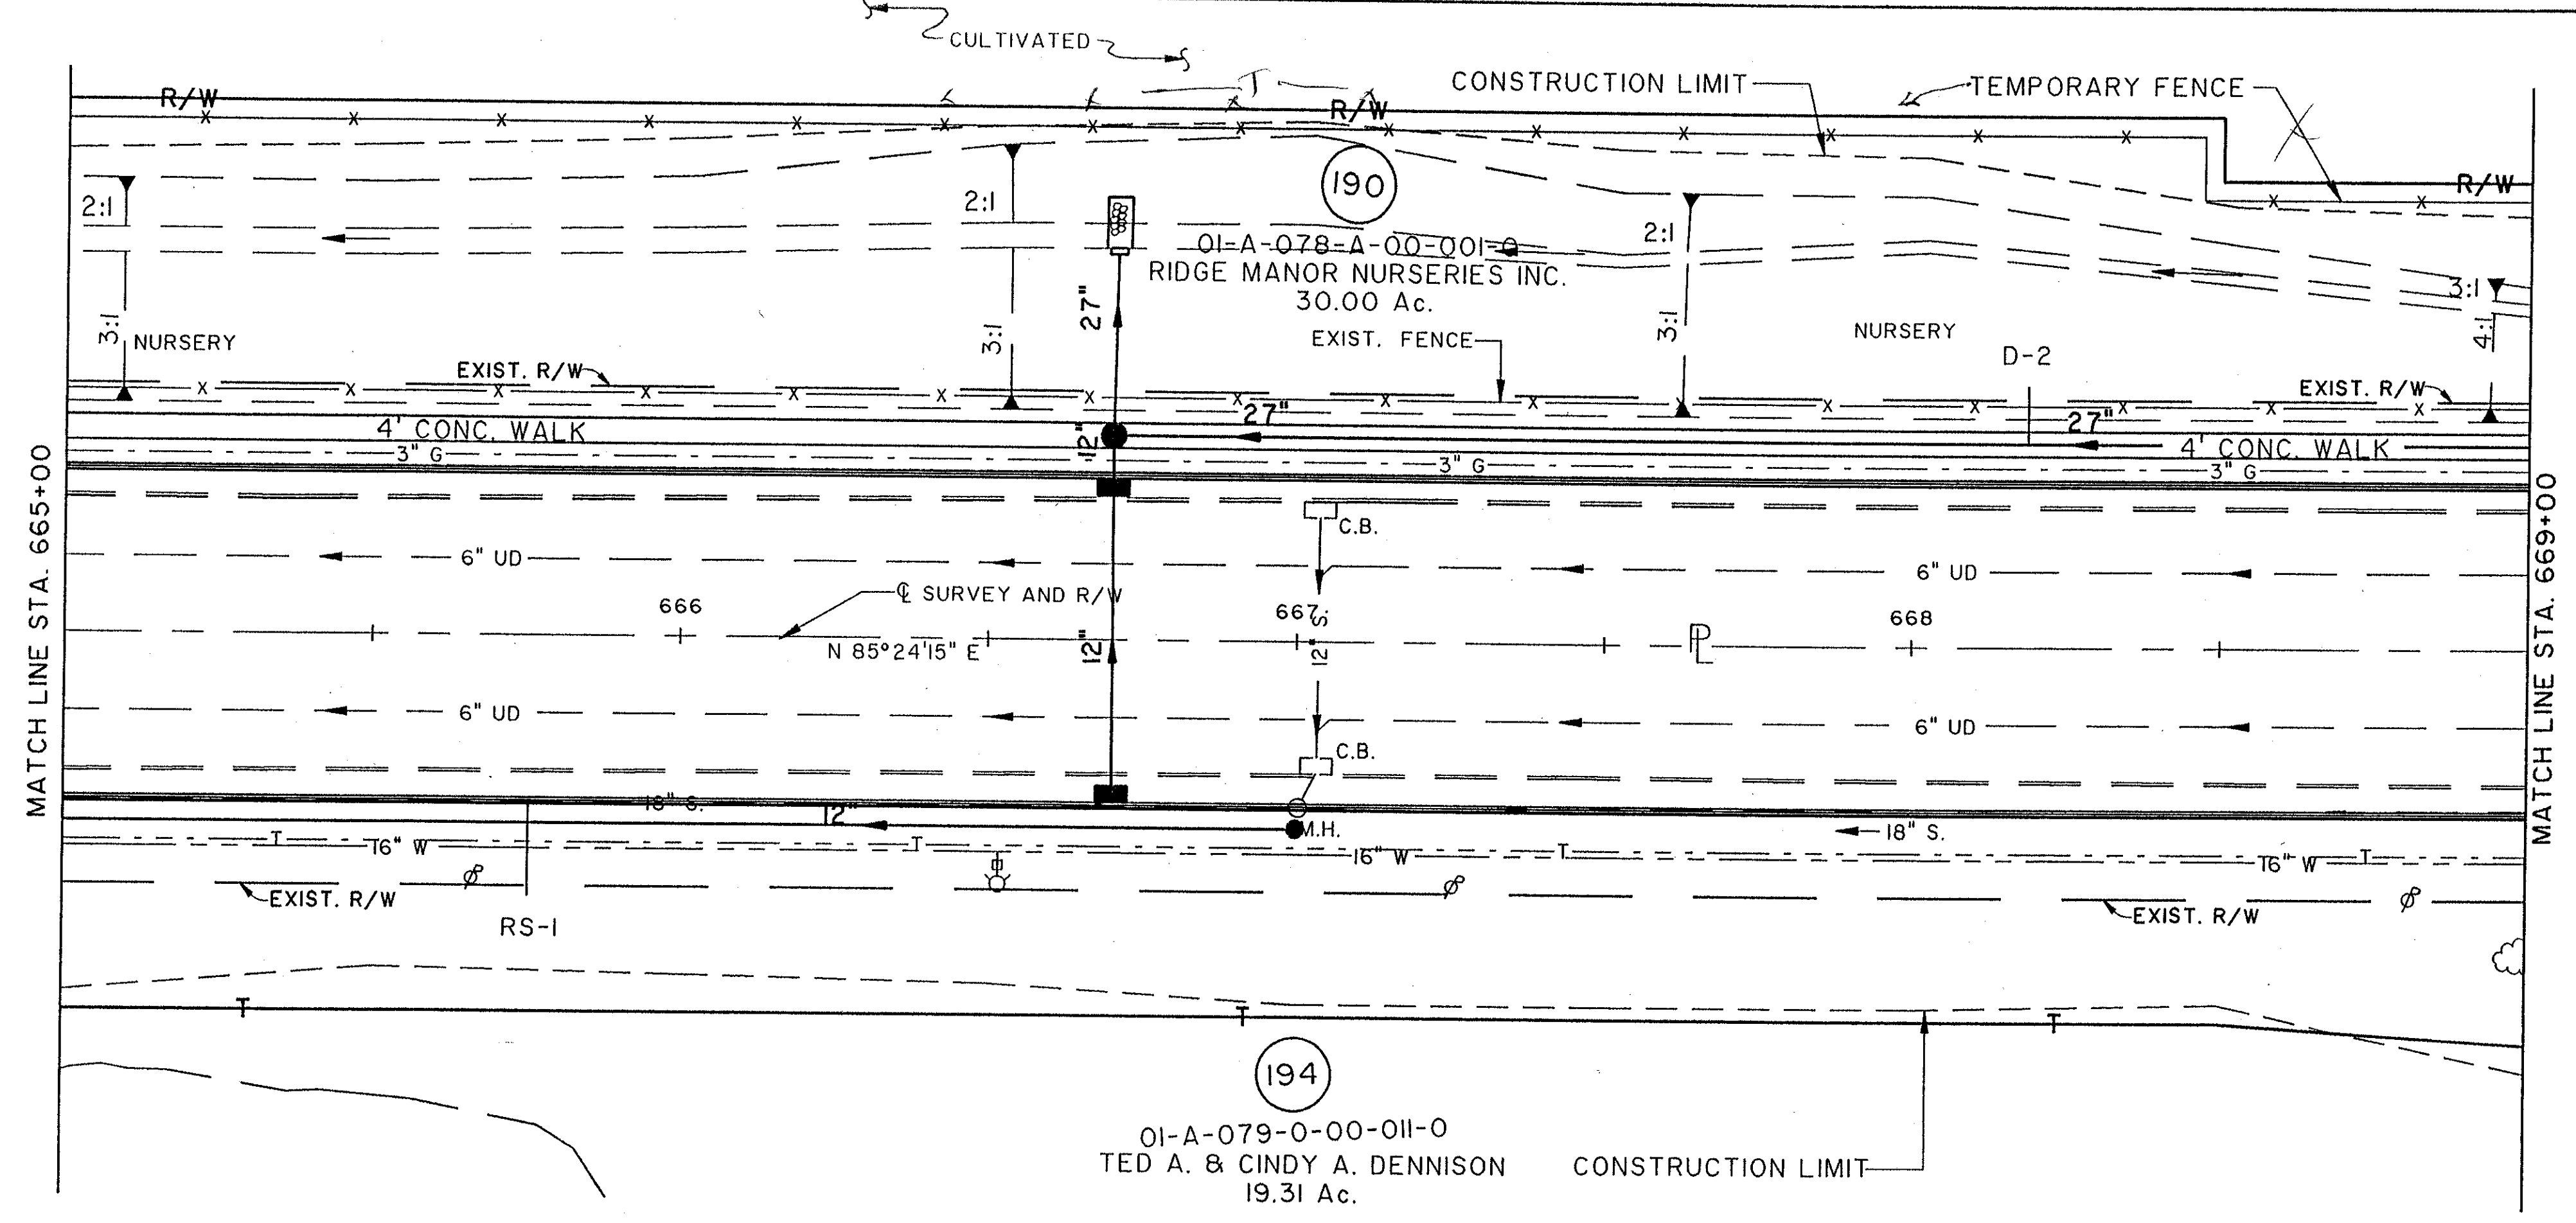 CULTIVATED
T
CONSTRUCTION LIMIT
TEMPORARY FENCE
R/W
R/W
R/W
190
2:1
2:1
2:1
3:1
01-A-078-A-00-001-0
RIDGE MANOR NURSERIES INC.
30.00 Ac.
27"
3:1
NURSERY
3:1
3:1
4:1
EXIST. FENCE
NURSERY
D-2
EXIST. R/W
EXIST. R/W
27"
27"
4' CONC. WALK
12"
4' CONC. WALK
3" G
3" G
3" G
C.B.
6" UD
6" UD
MATCH LINE STA. 665+00
MATCH LINE STA. 669+00
℄ SURVEY AND R/W
666
667
668
12" S.
N 85°24'15" E
12"
PL
6" UD
6" UD
C.B.
18" S.
12"
M.H.
18" S.
T
16" W
T
16" W
T
16" W
T
EXIST. R/W
EXIST. R/W
RS-1
T
T
T
194
01-A-079-0-00-011-0
TED A. & CINDY A. DENNISON
19.31 Ac.
CONSTRUCTION LIMIT